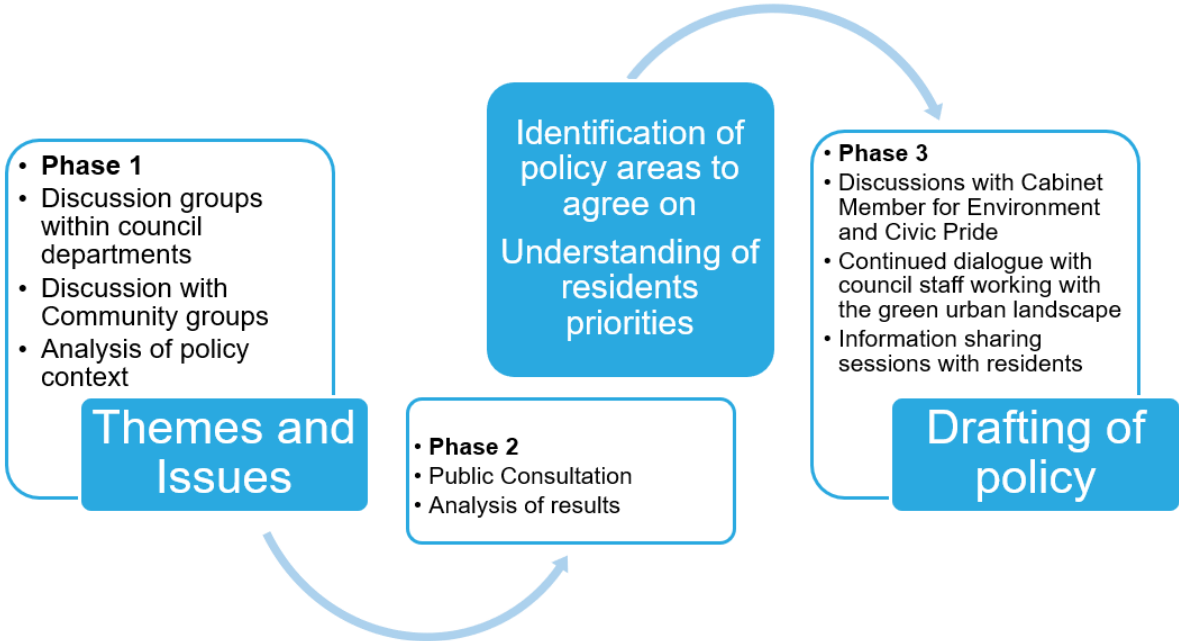 • Phase 1
• Discussion groups
within council
departments
• Discussion with
Community groups
• Analysis of policy
context
Themes and
Issues
• Phase 2
• Public Consultation
• Analysis of results
Identification of
policy areas to
agree on
Understanding of
residents
priorities
• Phase 3
• Discussions with Cabinet
Member for Environment
and Civic Pride
• Continued dialogue with
council staff working with
the green urban landscape
• Information sharing
sessions with residents
Drafting of
policy